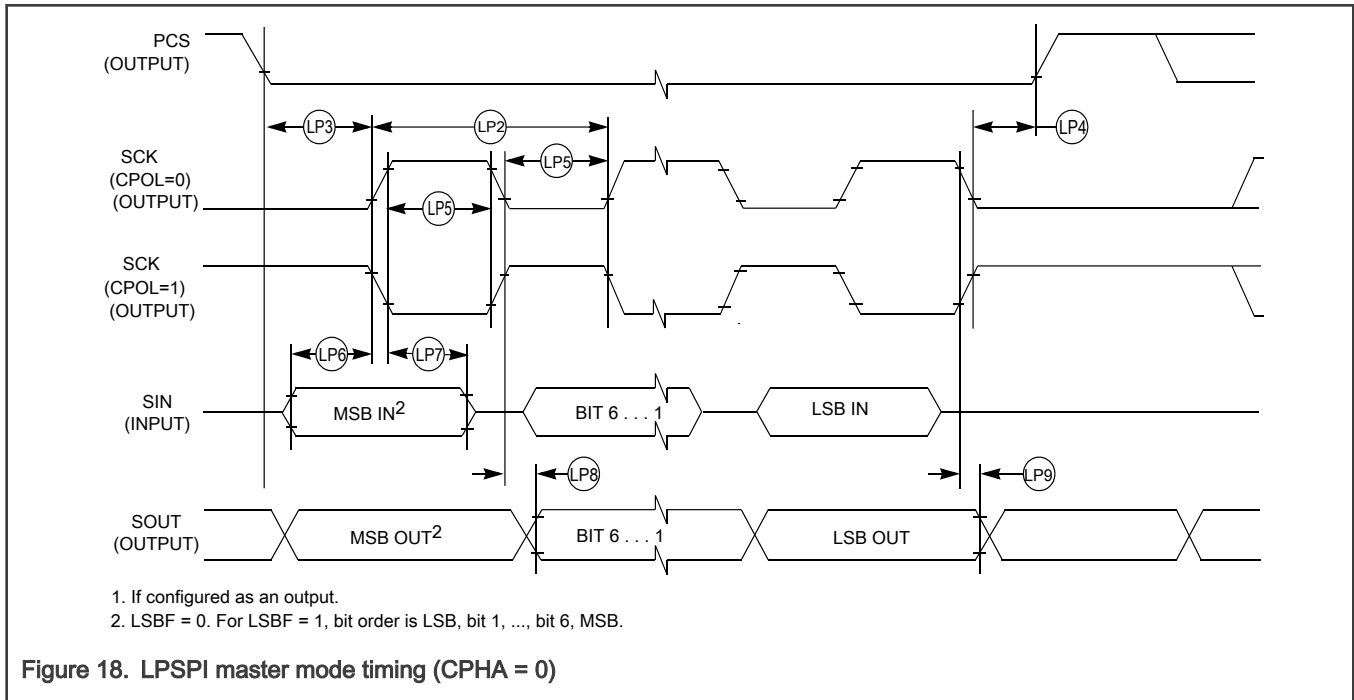 PCS
(OUTPUT)
LP3
LP2
LP4
SCK
(CPOL=0)
(OUTPUT)
LP5
LP5
SCK
(CPOL=1)
(OUTPUT)
LP6
LP7
SIN
(INPUT)
MSB IN2
BIT 6 . . . 1
LSB IN
LP8
LP9
SOUT
(OUTPUT)
MSB OUT2
BIT 6 . . . 1
LSB OUT
1. If configured as an output.
2. LSBF = 0. For LSBF = 1, bit order is LSB, bit 1, ..., bit 6, MSB.
Figure 18. LPSPI master mode timing (CPHA = 0)